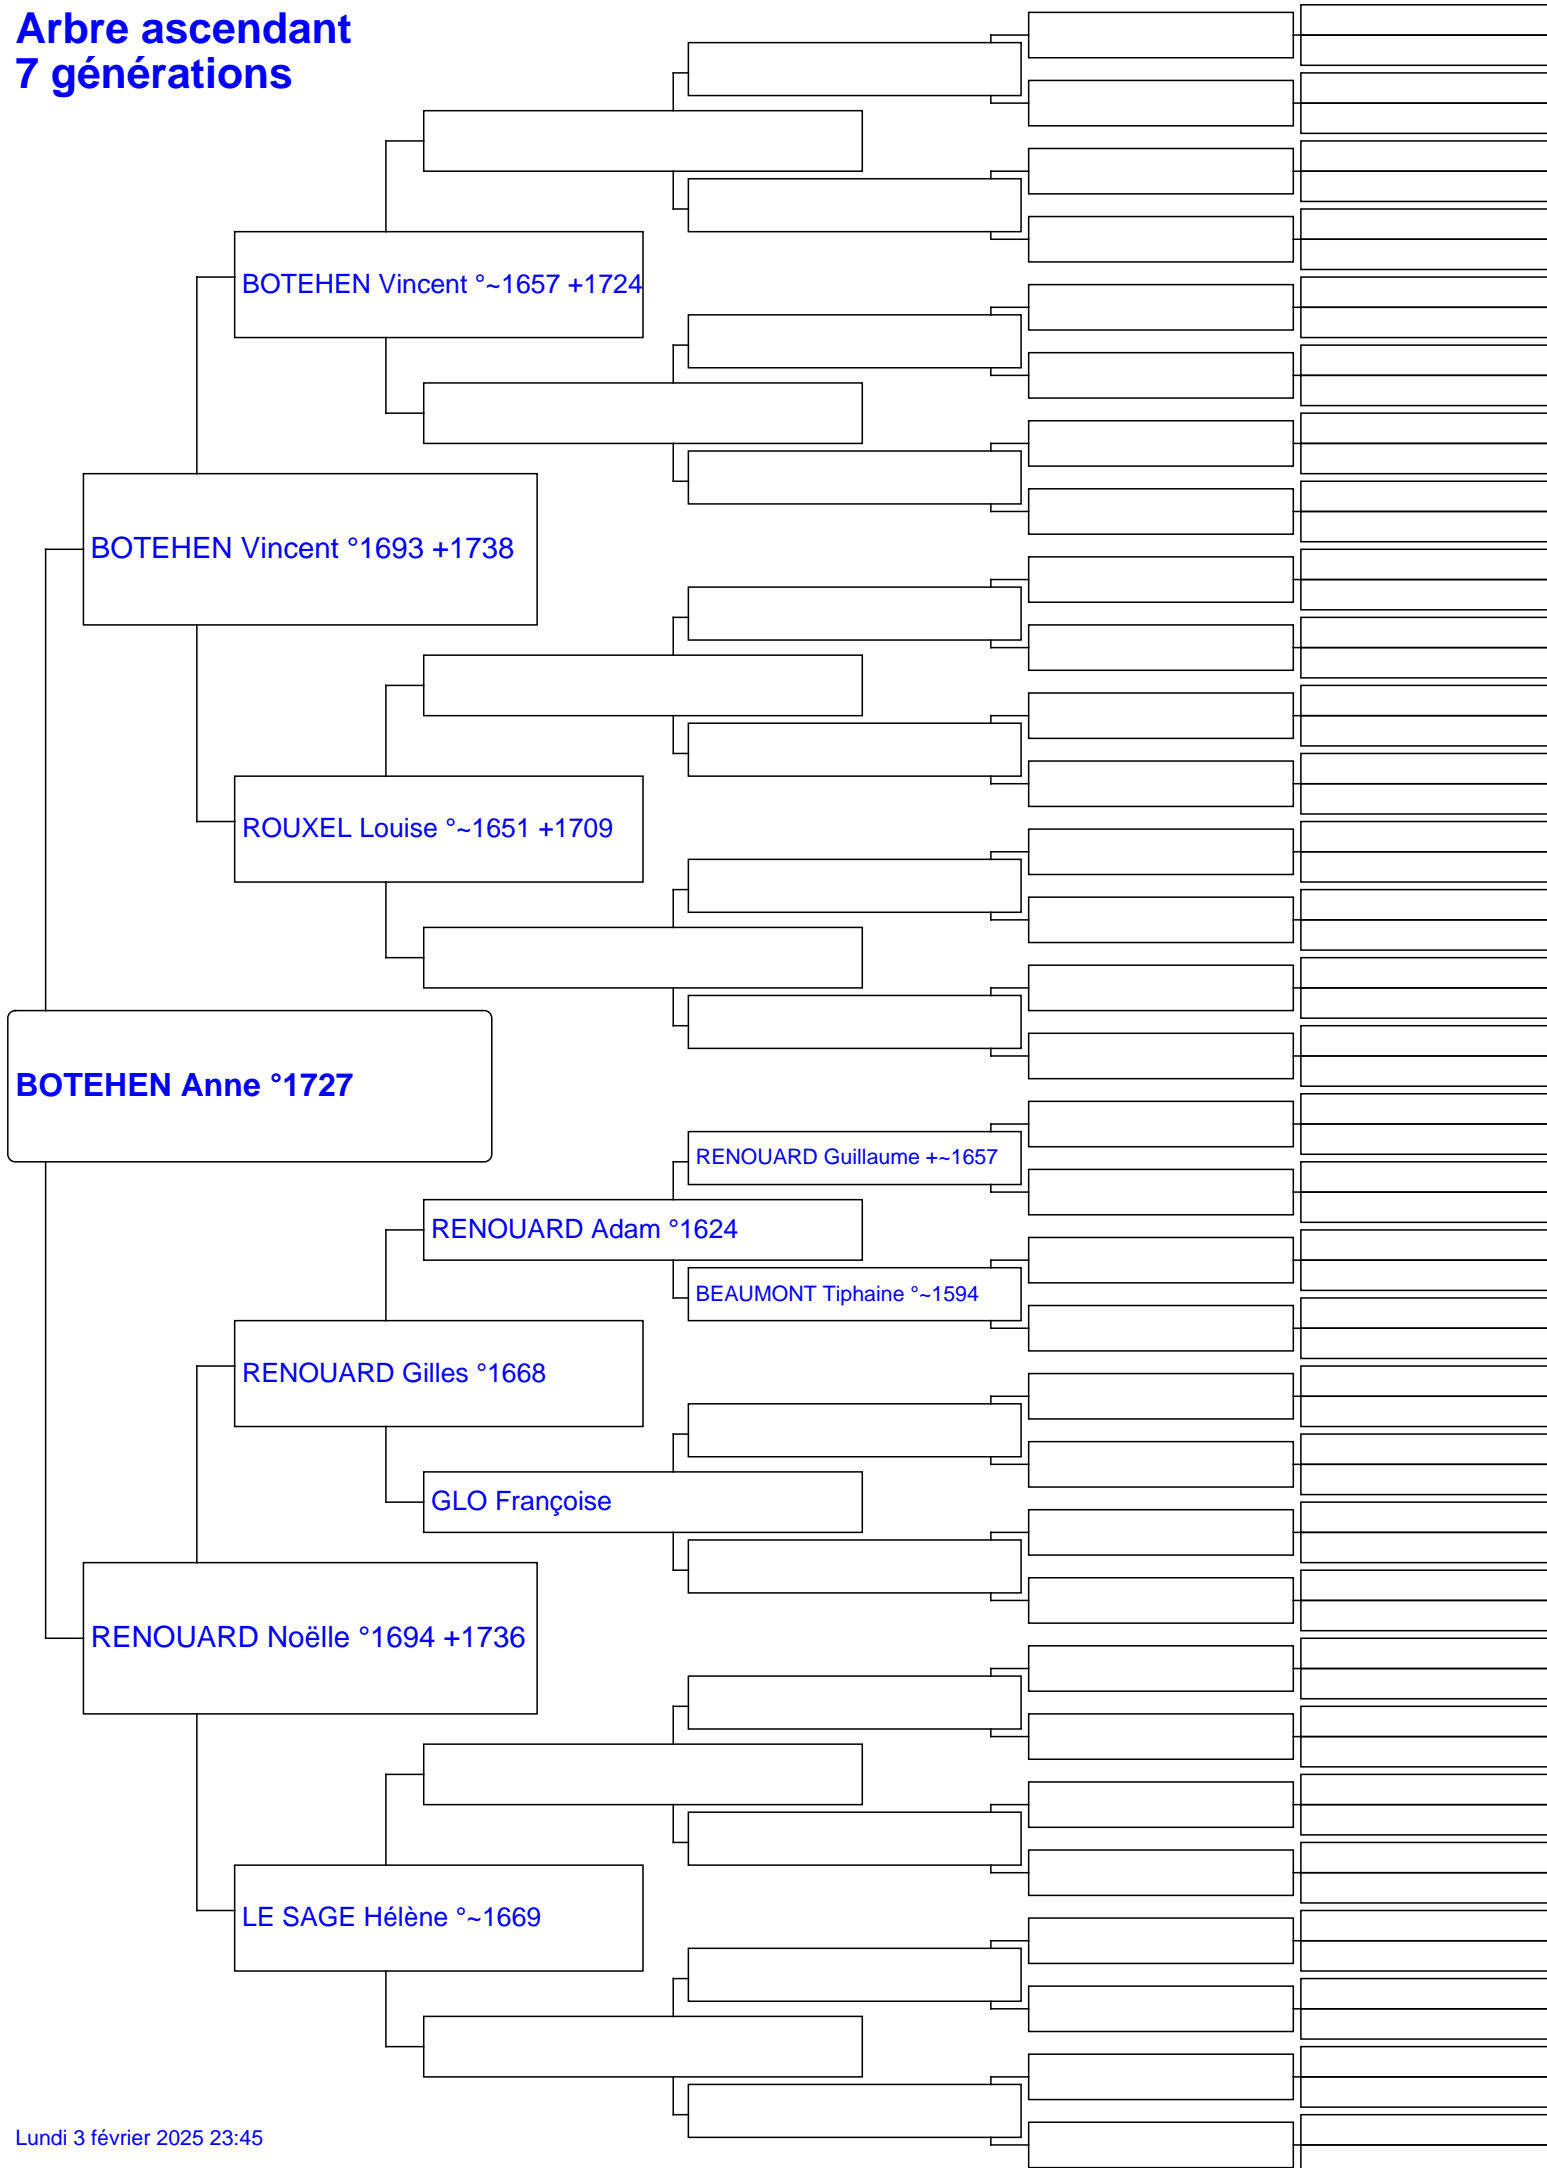 Arbre ascendant
7 générations
BOTEHEN Vincent °~1657 +1724
BOTEHEN Vincent °1693 +1738
ROUXEL Louise °~1651 +1709
BOTEHEN Anne °1727
RENOUARD Guillaume +~1657
RENOUARD Adam °1624
BEAUMONT Tiphaine °~1594
RENOUARD Gilles °1668
GLO Françoise
RENOUARD Noëlle °1694 +1736
LE SAGE Hélène °~1669
Lundi 3 février 2025 23:45